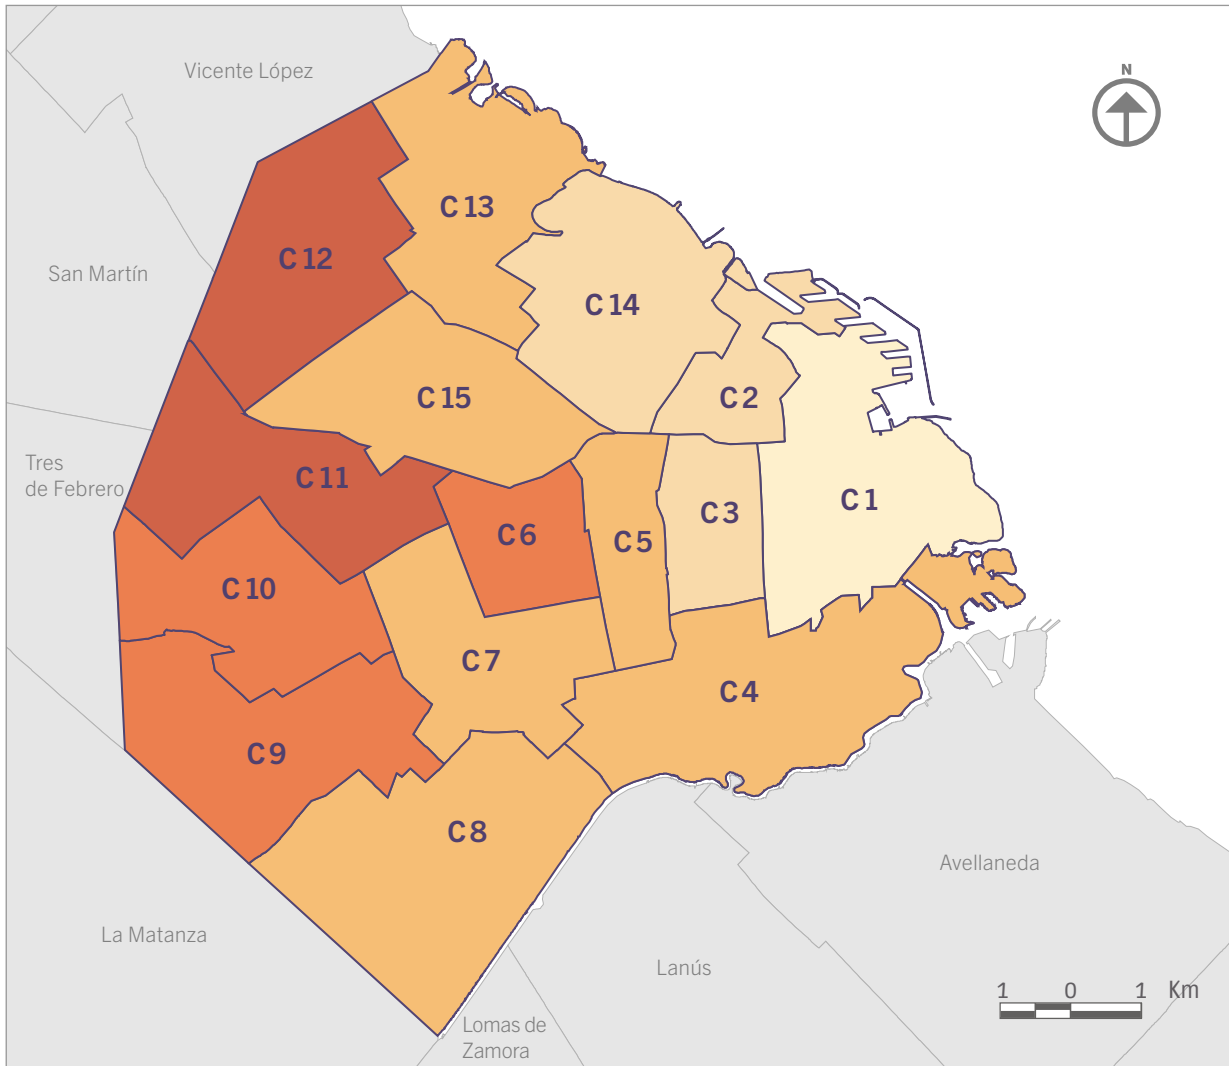 Vicente López
N
C 13
C 12
San Martín
C 14
C 15
C 2
Tres
de Febrero
C 11
C 1
C 6
C 5
C 3
C 10
C 7
C 4
C 9
C 8
Avellaneda
La Matanza
Lanús
1 0 1 Km
Lomas de
Zamora